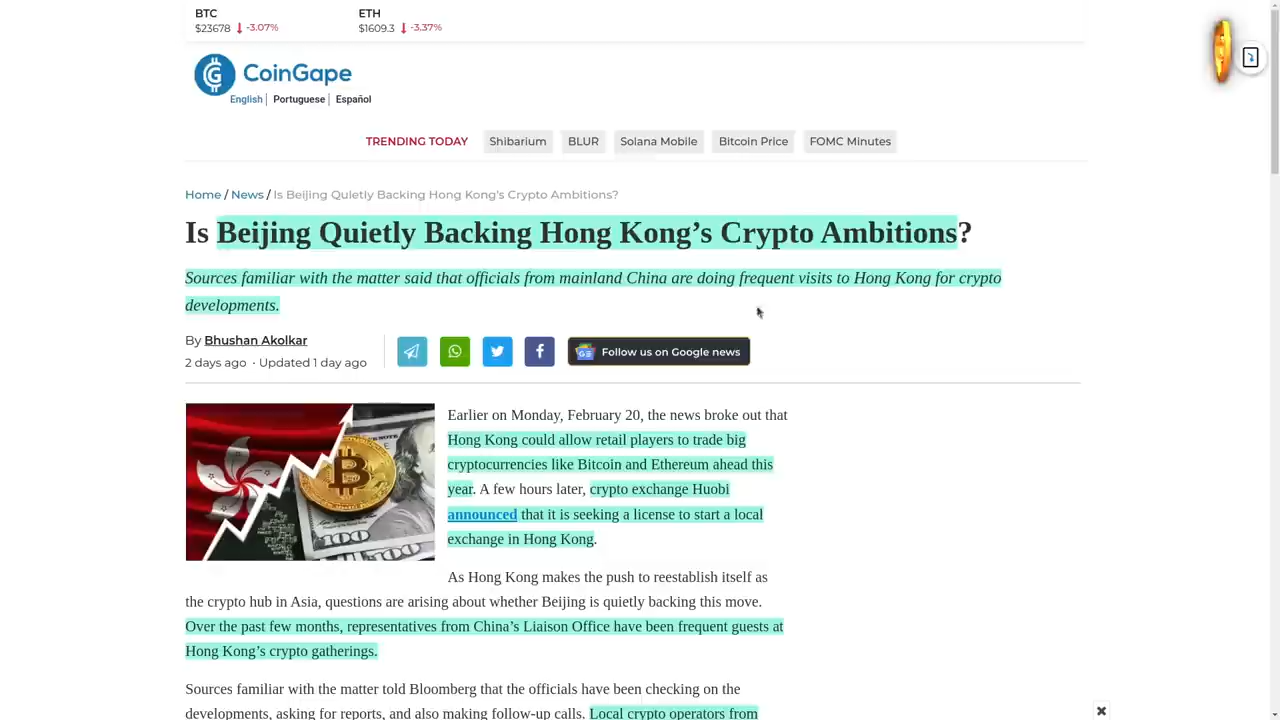 BTC
$23678 -3.07%
ETH
$1609.3 -3.37%
CoinGape
English | Portuguese | Español
TRENDING TODAY Shibarium BLUR Solana Mobile Bitcoin Price FOMC Minutes
Home / News / Is Beijing Quietly Backing Hong Kong's Crypto Ambitions?
Is Beijing Quietly Backing Hong Kong's Crypto Ambitions?
Sources familiar with the matter said that officials from mainland China are doing frequent visits to Hong Kong for crypto
developments.
By Bhushan Akolkar
2 days ago · Updated 1 day ago
Follow us on Google news
Earlier on Monday, February 20, the news broke out that
Hong Kong could allow retail players to trade big
cryptocurrencies like Bitcoin and Ethereum ahead this
year. A few hours later, crypto exchange Huobi
announced that it is seeking a license to start a local
exchange in Hong Kong.
As Hong Kong makes the push to reestablish itself as
the crypto hub in Asia, questions are arising about whether Beijing is quietly backing this move.
Over the past few months, representatives from China's Liaison Office have been frequent guests at
Hong Kong's crypto gatherings.
Sources familiar with the matter told Bloomberg that the officials have been checking on the
developments, asking for reports, and also making follow-up calls. Local crypto operators from
100
100